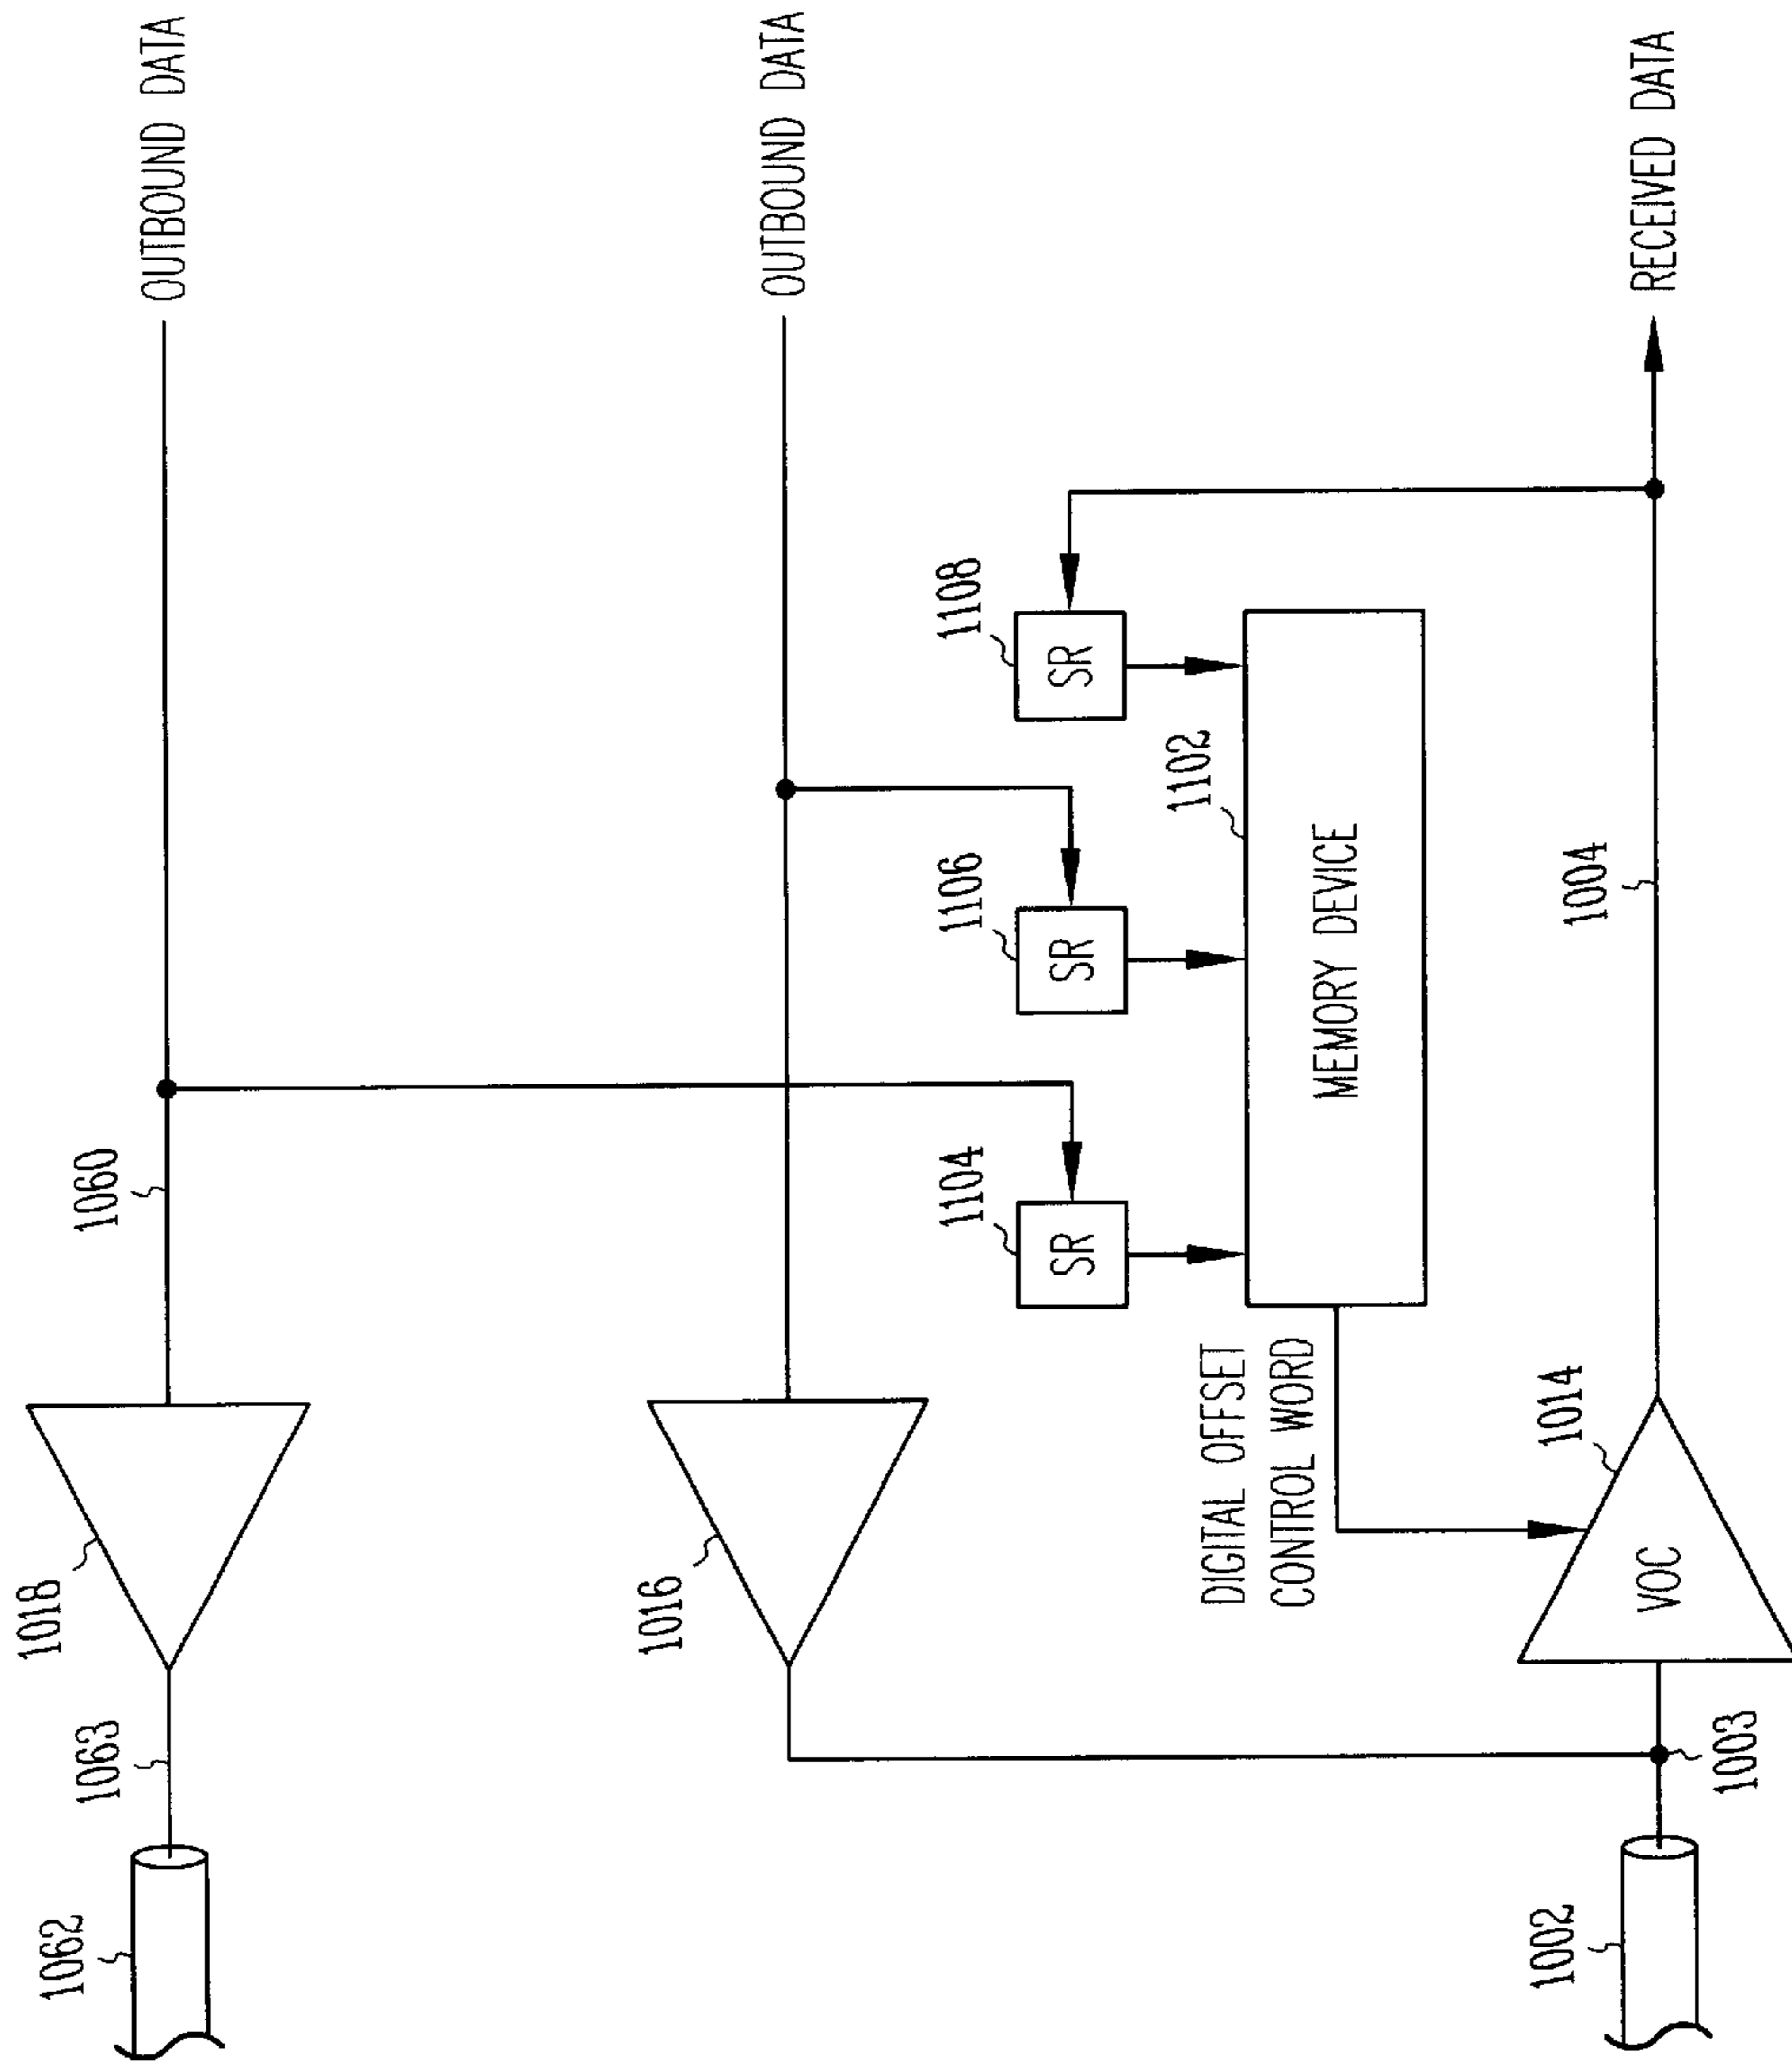 1062
1063
1018
1060
OUTBOUND DATA
1016
OUTBOUND DATA
1104
SR
1106
SR
1108
SR
1102
MEMORY DEVICE
DIGITAL OFFSET
CONTROL WORD
1002
1003
VOC
1014
1004
RECEIVED DATA